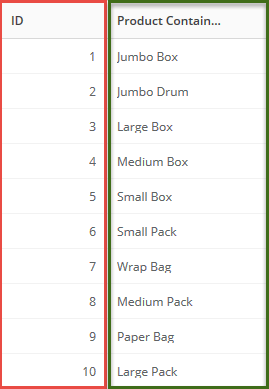 ID Product Contain...
1 Jumbo Box
2 Jumbo Drum
3 Large Box
4 Medium Box
5 Small Box
6 Small Pack
7 Wrap Bag
8 Medium Pack
9 Paper Bag
10 Large Pack